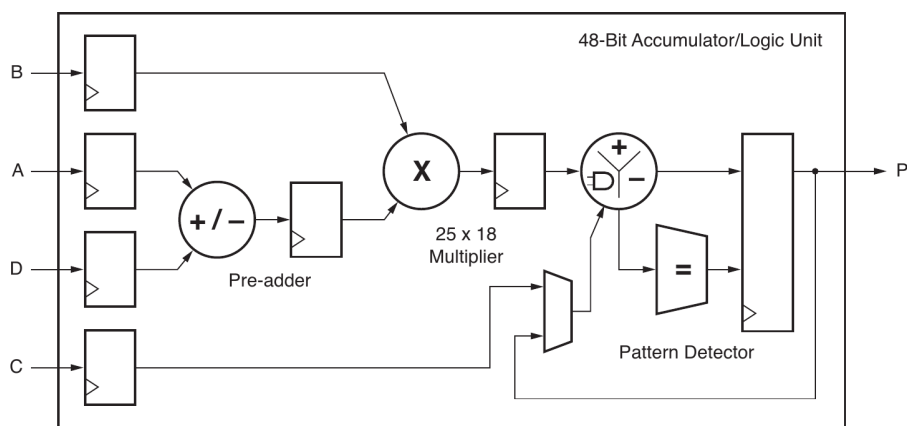 48-Bit Accumulator/Logic Unit
B
A
D
C
+ / −
Pre-adder
X
25 x 18
Multiplier
+
−
=
Pattern Detector
P